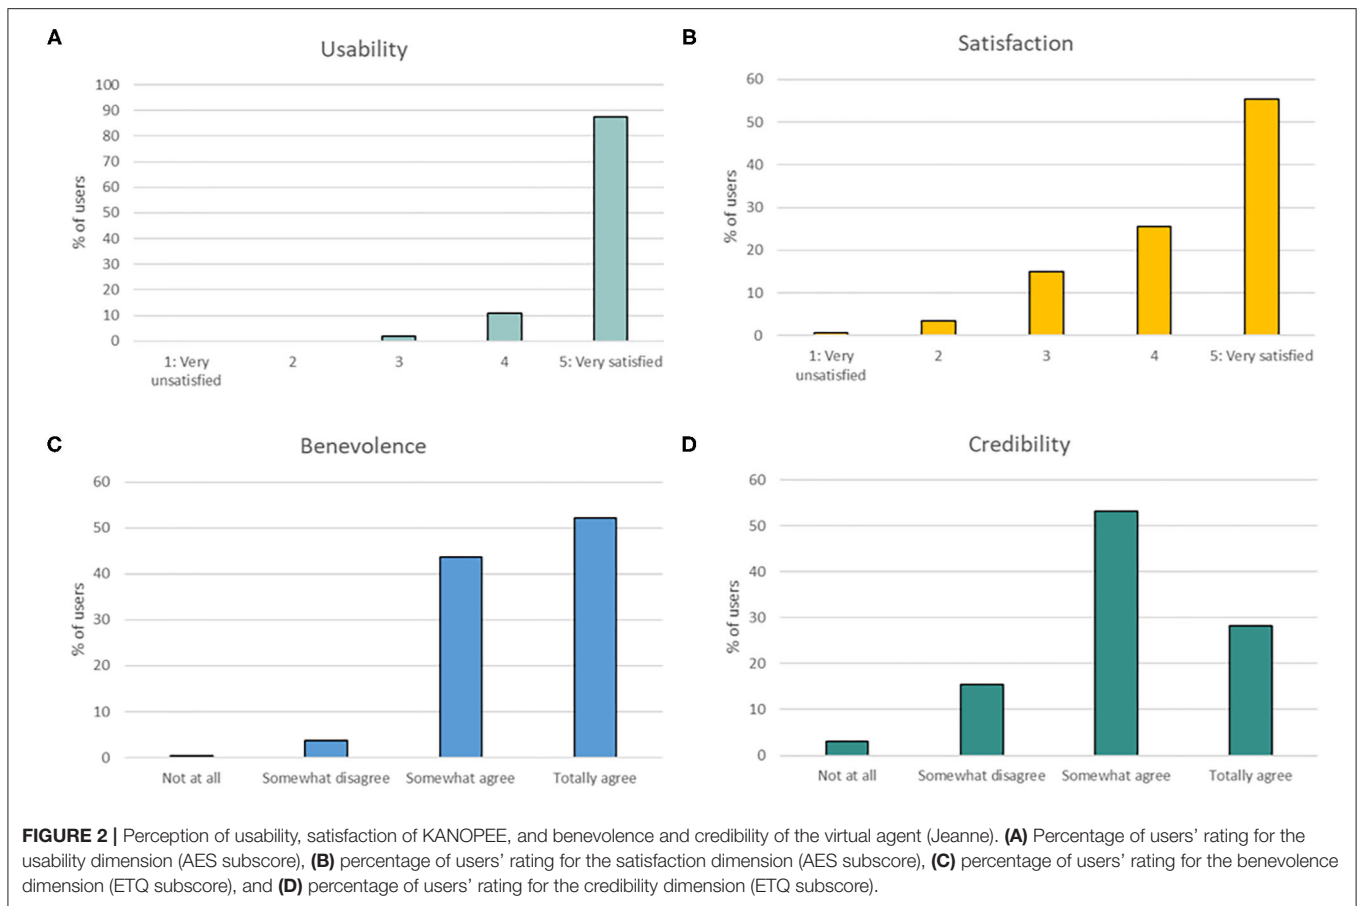 A
Usability
100
90
80
70
60
50
40
30
20
10
0
% of users
1: Very
unsatisfied
2
3
4
5: Very satisfied
B
Satisfaction
60
50
40
30
20
10
0
% of users
1: Very
unsatisfied
2
3
4
5: Very satisfied
C
Benevolence
60
50
40
30
20
10
0
% of users
Not at all
Somewhat disagree
Somewhat agree
Totally agree
D
Credibility
60
50
40
30
20
10
0
% of users
Not at all
Somewhat disagree
Somewhat agree
Totally agree
FIGURE 2 | Perception of usability, satisfaction of KANOPEE, and benevolence and credibility of the virtual agent (Jeanne). (A) Percentage of users' rating for the
usability dimension (AES subscore), (B) percentage of users' rating for the satisfaction dimension (AES subscore), (C) percentage of users' rating for the benevolence
dimension (ETQ subscore), and (D) percentage of users' rating for the credibility dimension (ETQ subscore).